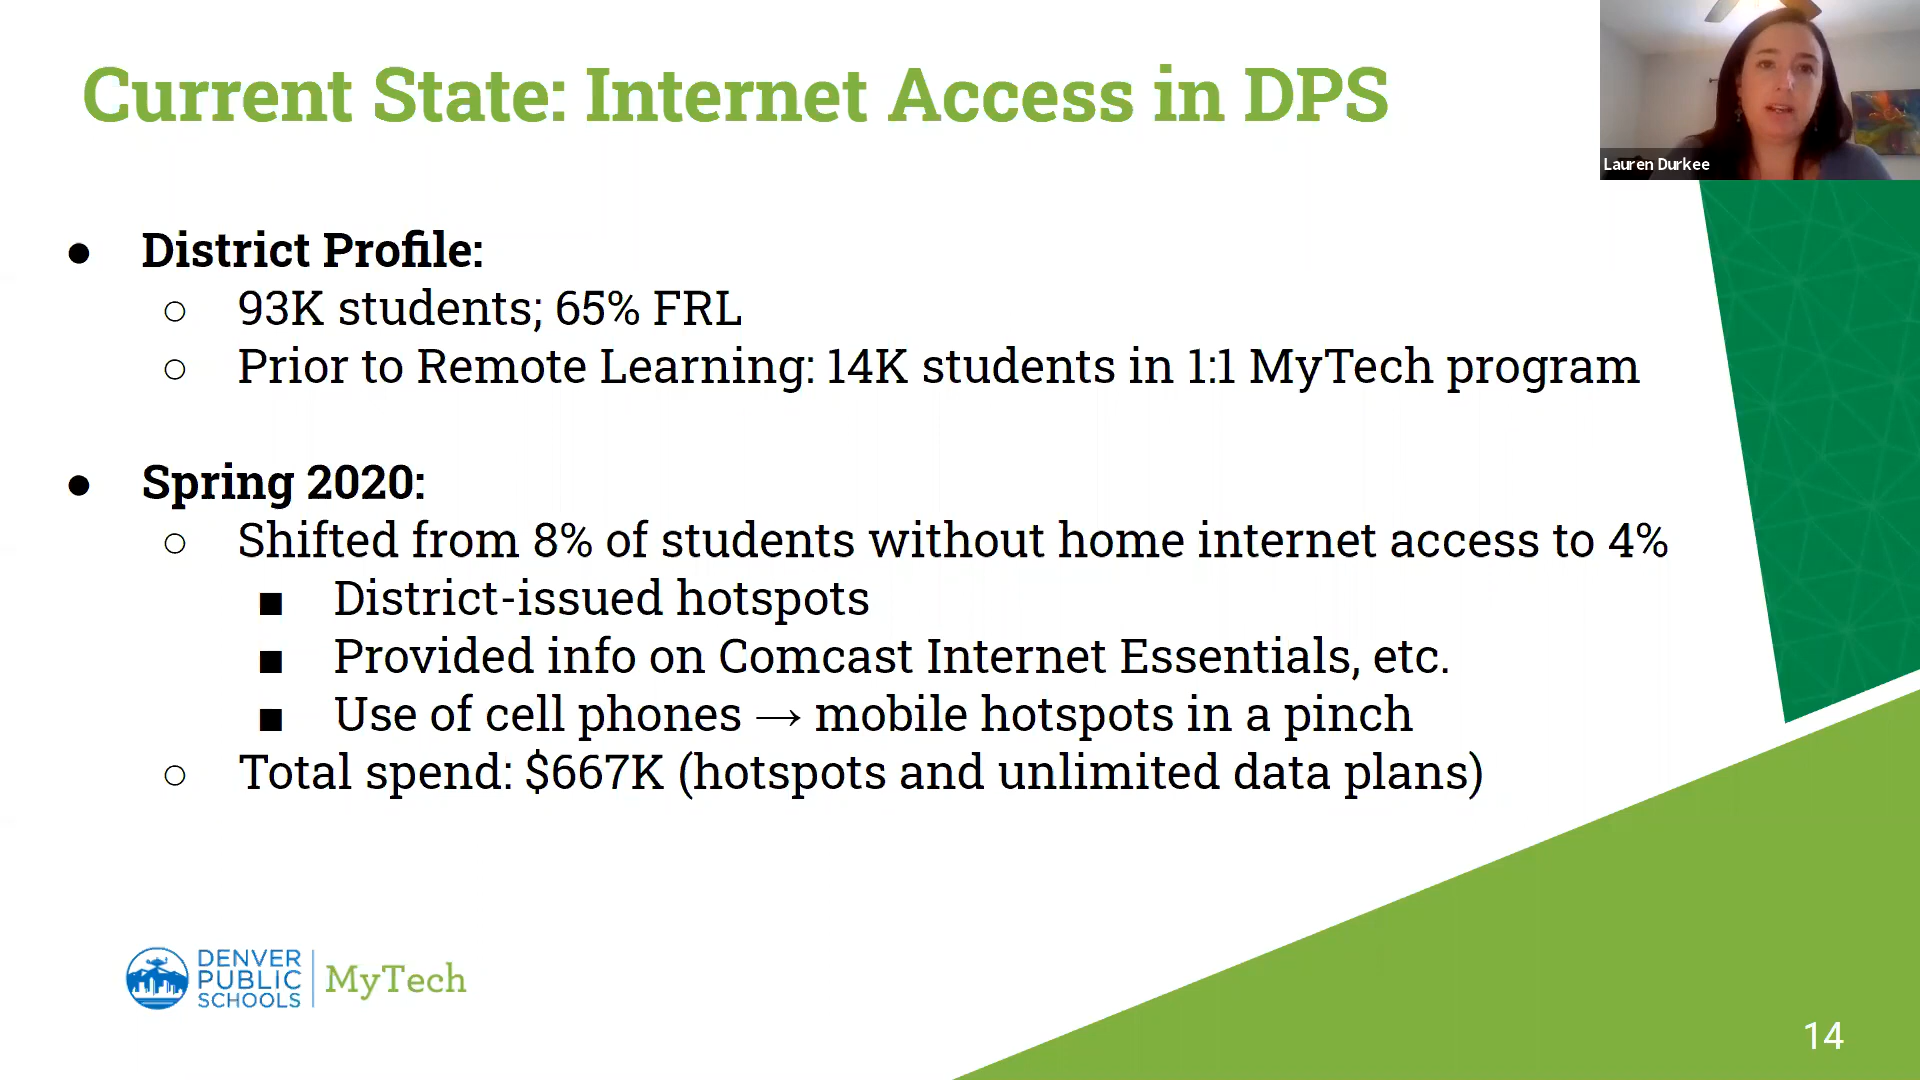 Current State: Internet Access in DPS
Lauren Durkee
● District Profile:
○ 93K students; 65% FRL
○ Prior to Remote Learning: 14K students in 1:1 MyTech program
● Spring 2020:
○ Shifted from 8% of students without home internet access to 4%
■ District-issued hotspots
■ Provided info on Comcast Internet Essentials, etc.
■ Use of cell phones → mobile hotspots in a pinch
○ Total spend: $667K (hotspots and unlimited data plans)
DENVER
PUBLIC
SCHOOLS
MyTech
14